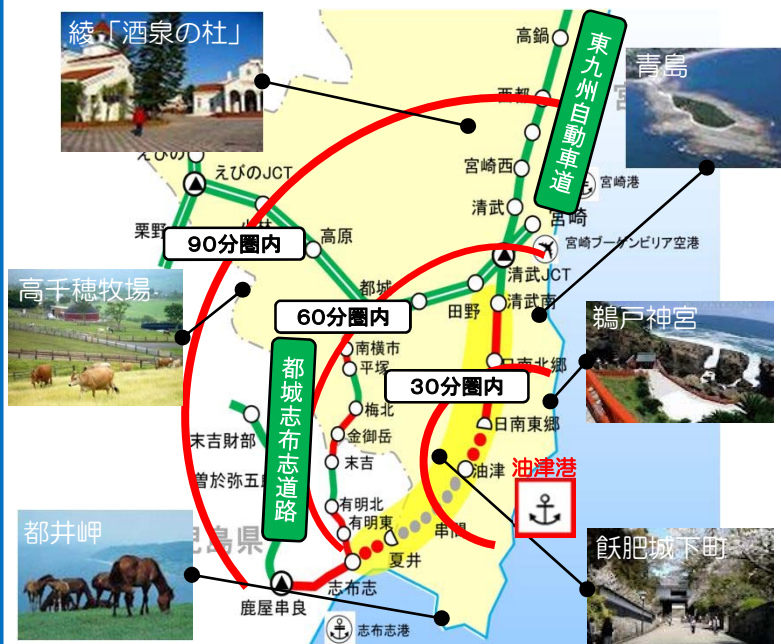 綾「酒泉の杜」
高鍋
東九州自動車道
青島
西都
えびの
えびのJCT
宮崎西
宮崎港
清武
宮崎
栗野
90分圏内
高原
宮崎ブーゲンビリア空港
清武JCT
高千穂牧場
都城
田野
清武南
60分圏内
鵜戸神宮
都城志布志道路
南横市
平塚
日南北郷
30分圏内
梅北
末吉財部
金御岳
日南東郷
末吉
油津
油津港
曽於弥五郎
有明北
都井岬
有明東
串間
飫肥城下町
児島県
夏井
志布志
鹿屋串良
志布志港